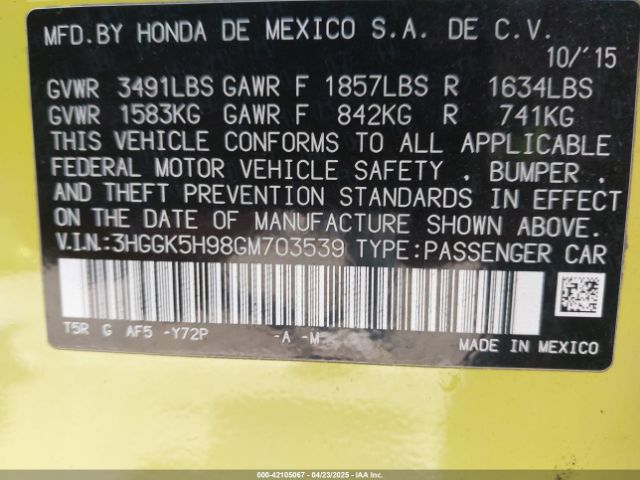 MFD.BY HONDA DE MEXICO S.A. DE C.V.
10/'15
GVWR 3491LBS GAWR F 1857LBS R 1634LBS
GVWR 1583KG GAWR F 842KG R 741KG
THIS VEHICLE CONFORMS TO ALL APPLICABLE
FEDERAL MOTOR VEHICLE SAFETY , BUMPER ,
AND THEFT PREVENTION STANDARDS IN EFFECT
ON THE DATE OF MANUFACTURE SHOWN ABOVE.
V.I.N.:3HGGK5H98GM703539 TYPE:PASSENGER CAR
T5R G AF5 -Y72P -A -M
MADE IN MEXICO
000-42105067 - 04/23/2025 - IAAI.COM